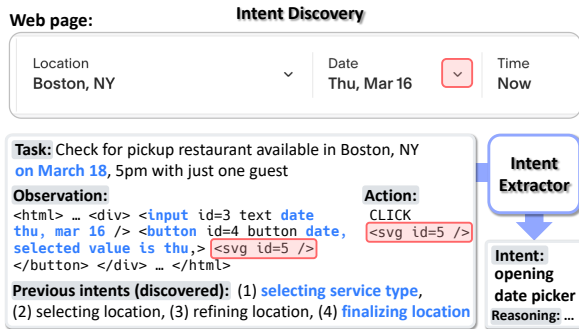 Intent Discovery
Web page:
Location
Boston, NY
Date
Thu, Mar 16
Time
Now
Task: Check for pickup restaurant available in Boston, NY
on March 18, 5pm with just one guest
Observation:
<html> … <div> <input id=3 text date
thu, mar 16 /> <button id=4 button date,
selected value is thu,> <svg id=5 />
</button> </div> … </html>
Action:
CLICK
<svg id=5 />
Previous intents (discovered): (1) selecting service type,
(2) selecting location, (3) refining location, (4) finalizing location
Intent
Extractor
Intent:
opening
date picker
Reasoning: …